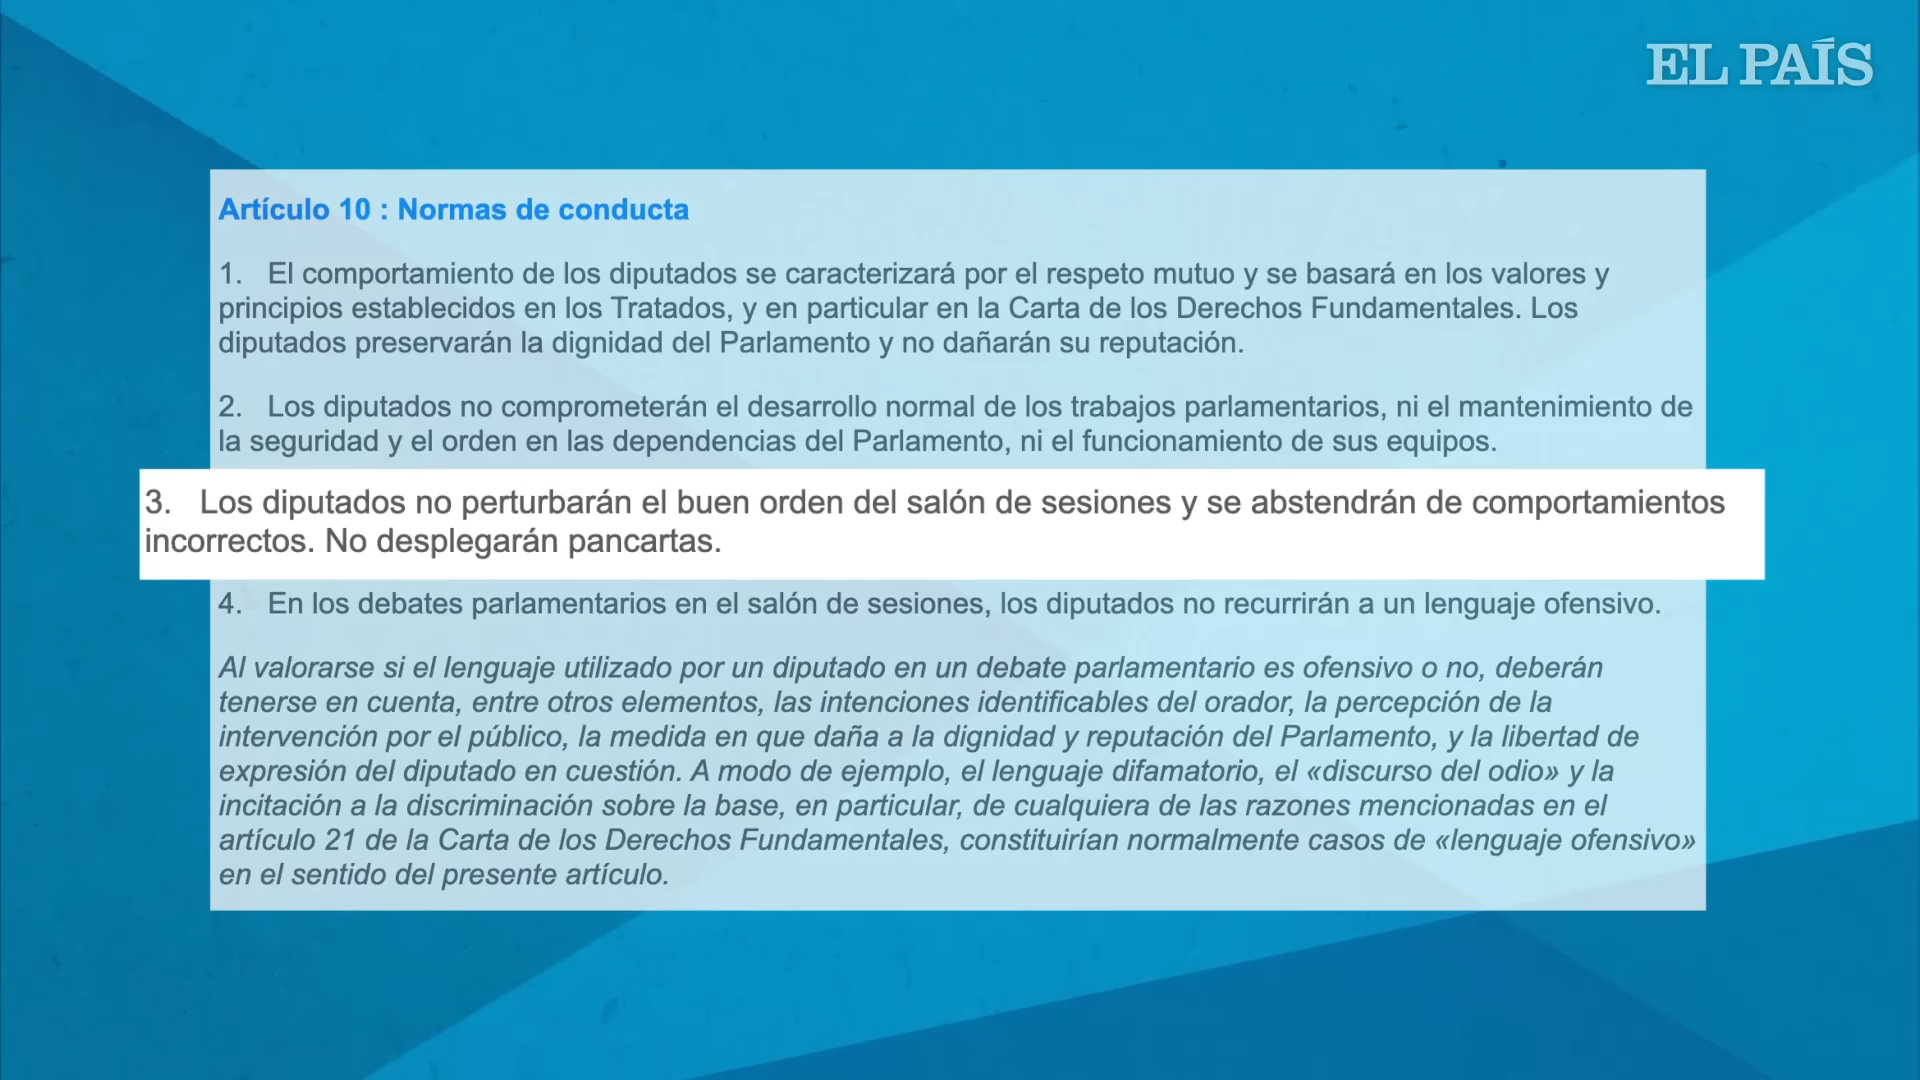 EL PAÍS
Artículo 10 : Normas de conducta
1. El comportamiento de los diputados se caracterizará por el respeto mutuo y se basará en los valores y
principios establecidos en los Tratados, y en particular en la Carta de los Derechos Fundamentales. Los
diputados preservarán la dignidad del Parlamento y no dañarán su reputación.
2. Los diputados no comprometerán el desarrollo normal de los trabajos parlamentarios, ni el mantenimiento de
la seguridad y el orden en las dependencias del Parlamento, ni el funcionamiento de sus equipos.
3. Los diputados no perturbarán el buen orden del salón de sesiones y se abstendrán de comportamientos
incorrectos. No desplegarán pancartas.
4. En los debates parlamentarios en el salón de sesiones, los diputados no recurrirán a un lenguaje ofensivo.
Al valorarse si el lenguaje utilizado por un diputado en un debate parlamentario es ofensivo o no, deberán
tenerse en cuenta, entre otros elementos, las intenciones identificables del orador, la percepción de la
intervención por el público, la medida en que daña a la dignidad y reputación del Parlamento, y la libertad de
expresión del diputado en cuestión. A modo de ejemplo, el lenguaje difamatorio, el «discurso del odio» y la
incitación a la discriminación sobre la base, en particular, de cualquiera de las razones mencionadas en el
artículo 21 de la Carta de los Derechos Fundamentales, constituirían normalmente casos de «lenguaje ofensivo»
en el sentido del presente artículo.